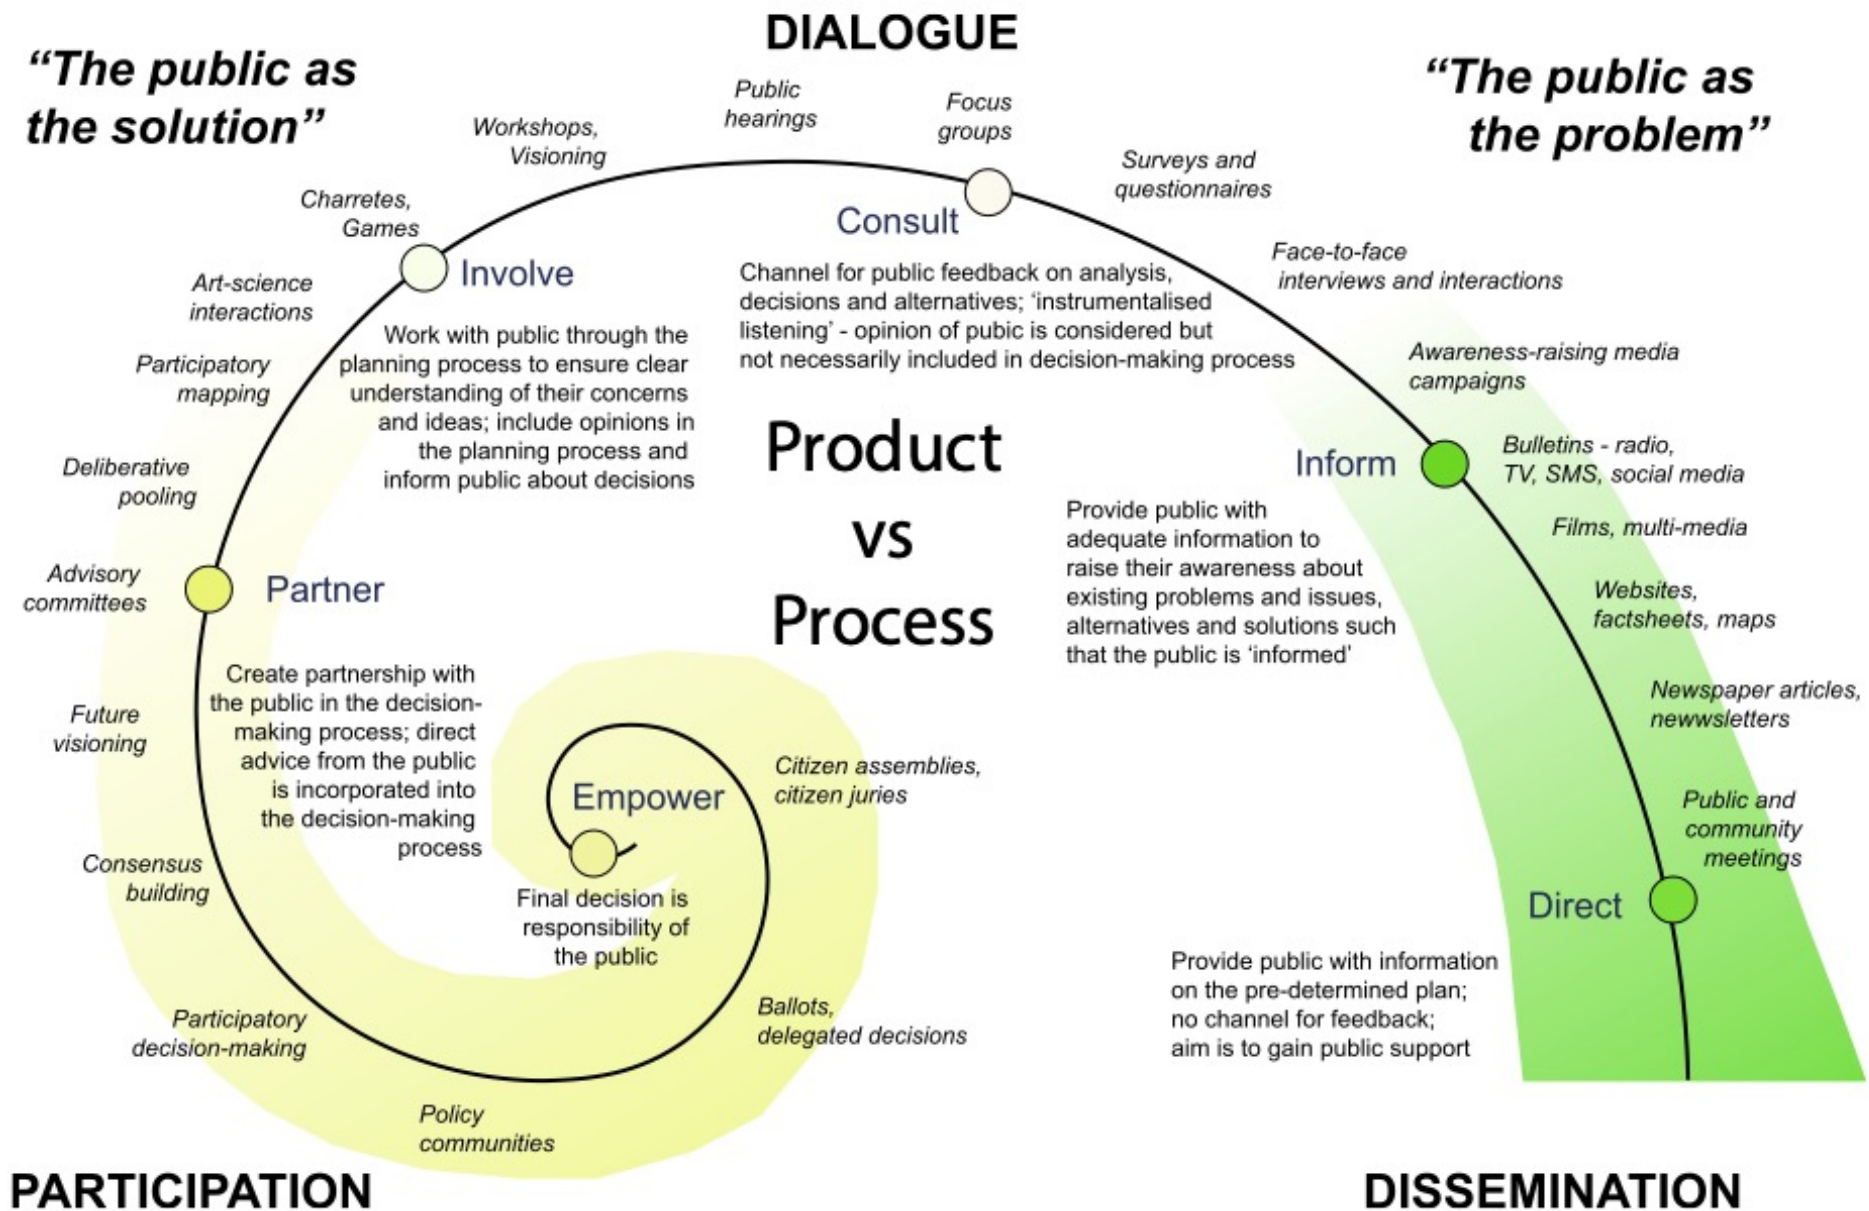 DIALOGUE
“The public as
the solution”
“The public as
the problem”
Public
hearings
Focus
groups
Workshops,
Visioning
Surveys and
questionnaires
Charretes,
Games
Consult
Involve
Face-to-face
interviews and interactions
Channel for public feedback on analysis,
decisions and alternatives; ‘instrumentalised
listening’ - opinion of pubic is considered but
not necessarily included in decision-making process
Art-science
interactions
Work with public through the
planning process to ensure clear
understanding of their concerns
and ideas; include opinions in
the planning process and
inform public about decisions
Participatory
mapping
Awareness-raising media
campaigns
Product
vs
Process
Inform
Bulletins - radio,
TV, SMS, social media
Deliberative
pooling
Provide public with
adequate information to
raise their awareness about
existing problems and issues,
alternatives and solutions such
that the public is ‘informed’
Films, multi-media
Advisory
committees
Partner
Websites,
factsheets, maps
Create partnership with
the public in the decision-
making process; direct
advice from the public
is incorporated into
the decision-making
process
Future
visioning
Newspaper articles,
newwsletters
Empower
Citizen assemblies,
citizen juries
Public and
community
meetings
Consensus
building
Final decision is
responsibility of
the public
Direct
Provide public with information
on the pre-determined plan;
no channel for feedback;
aim is to gain public support
Participatory
decision-making
Ballots,
delegated decisions
Policy
communities
PARTICIPATION
DISSEMINATION